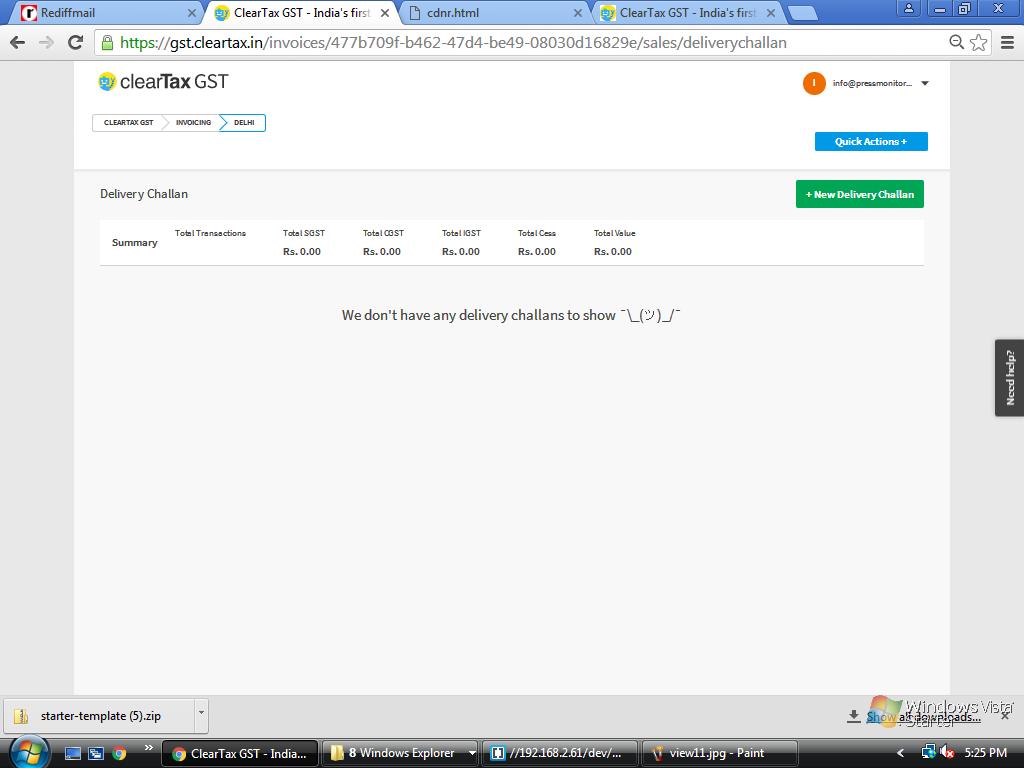 Rediffmail
ClearTax GST - India's first
cdnr.html
ClearTax GST - India's first
https://gst.cleartax.in/invoices/477b709f-b462-47d4-be49-08030d16829e/sales/deliverychallan
clearTax GST
I
info@pressmonitor...
CLEARTAX GST
INVOICING
DELHI
Quick Actions +
Delivery Challan
+ New Delivery Challan
Summary
Total Transactions
Total SGST
Total CGST
Total IGST
Total Cess
Total Value
Rs. 0.00
Rs. 0.00
Rs. 0.00
Rs. 0.00
Rs. 0.00
We don't have any delivery challans to show ¯\_(ツ)_/¯
Need help?
starter-template (5).zip
Show all downloads...
Windows Vista
Starter
ClearTax GST - India...
8 Windows Explorer
//192.168.2.61/dev/...
view11.jpg - Paint
5:25 PM